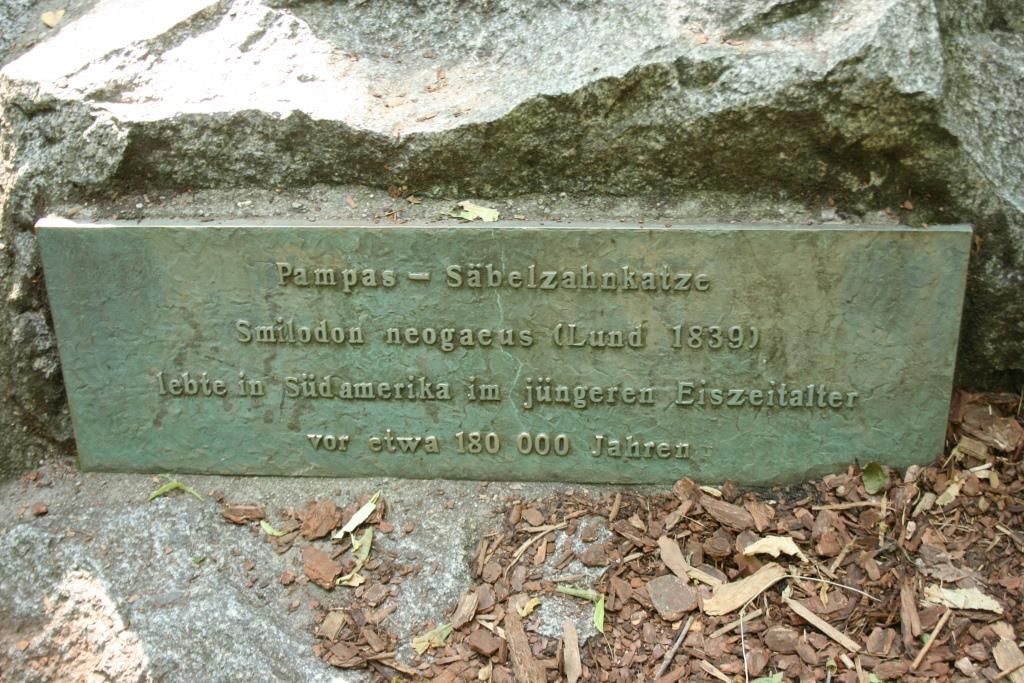 Pampas – Säbelzahnkatze
Smilodon neogaeus (Lund 1839)
lebte in Südamerika im jüngeren Eiszeitalter
vor etwa 180 000 Jahren